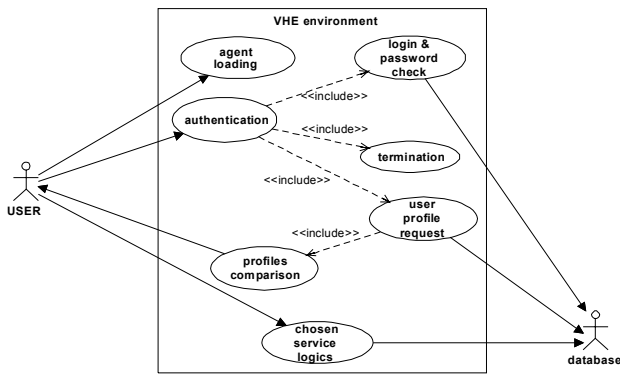 VHE environment
agent
loading
login &
password
check
<<include>>
authentication
<<include>>
termination
<<include>>
USER
user
profile
request
<<include>>
profiles
comparison
chosen
service
logics
database